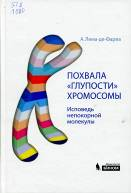 А. Лима-де-Фариа
ПОХВАЛА
«ГЛУПОСТИ»
ХРОМОСОМЫ
Исповедь
непокорной
молекулы
БИНОМ